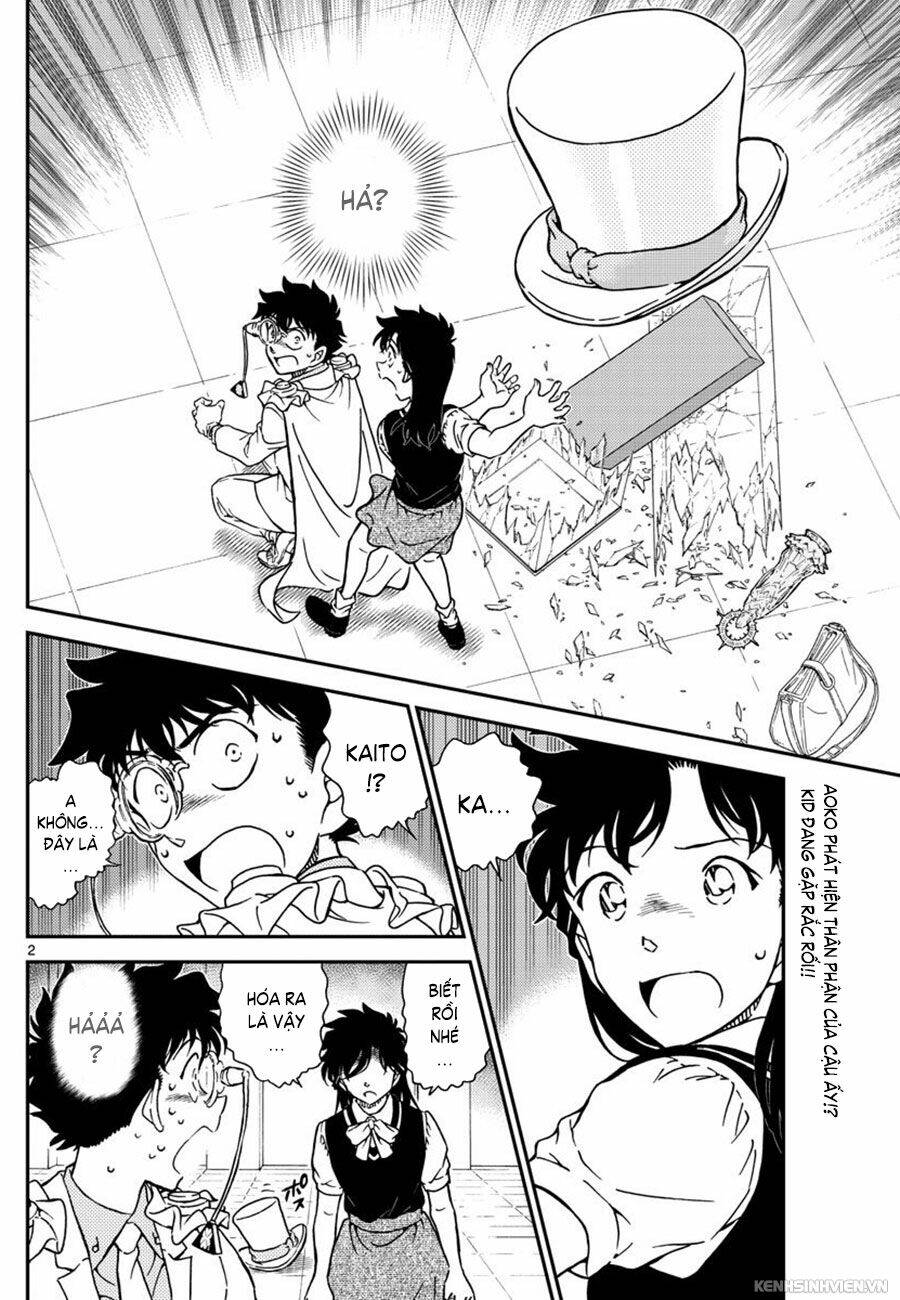 HẢ?
KA...
KAITO
!?
A
KHÔNG...
ĐÂY LÀ
...
AOKO PHÁT HIỆN THÂN PHẬN CỦA CẬU ẤY!?
KID ĐANG GẶP RẮC RỐI!!
2
BIẾT
RỒI
NHÉ
...
HÓA RA
LÀ VẬY
...
HẢẢẢ
?
KENHSINHVIEN.VN